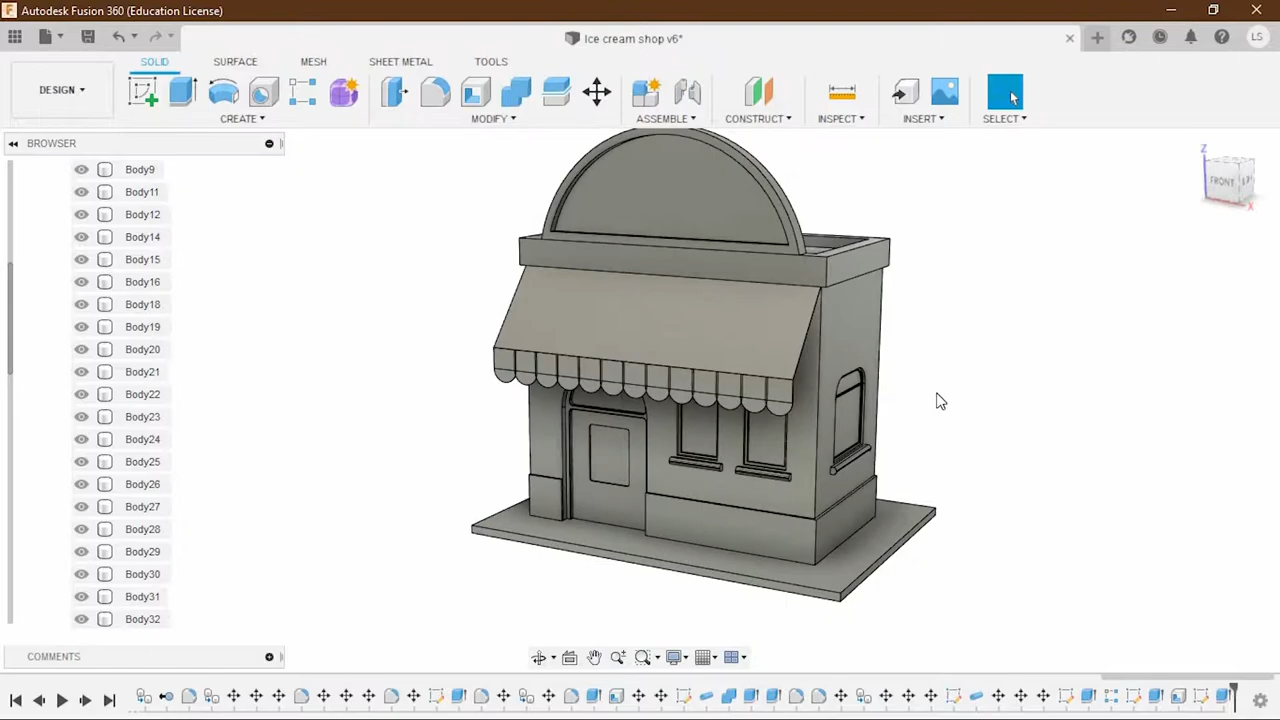 Autodesk Fusion 360 (Education License)
Ice cream shop v6*
LS
SOLID SURFACE MESH SHEET METAL TOOLS
DESIGN
CREATE MODIFY ASSEMBLE CONSTRUCT INSPECT INSERT SELECT
BROWSER
Z
FRONT
X
Body9
Body11
Body12
Body14
Body15
Body16
Body18
Body19
Body20
Body21
Body22
Body23
Body24
Body25
Body26
Body27
Body28
Body29
Body30
Body31
Body32
COMMENTS